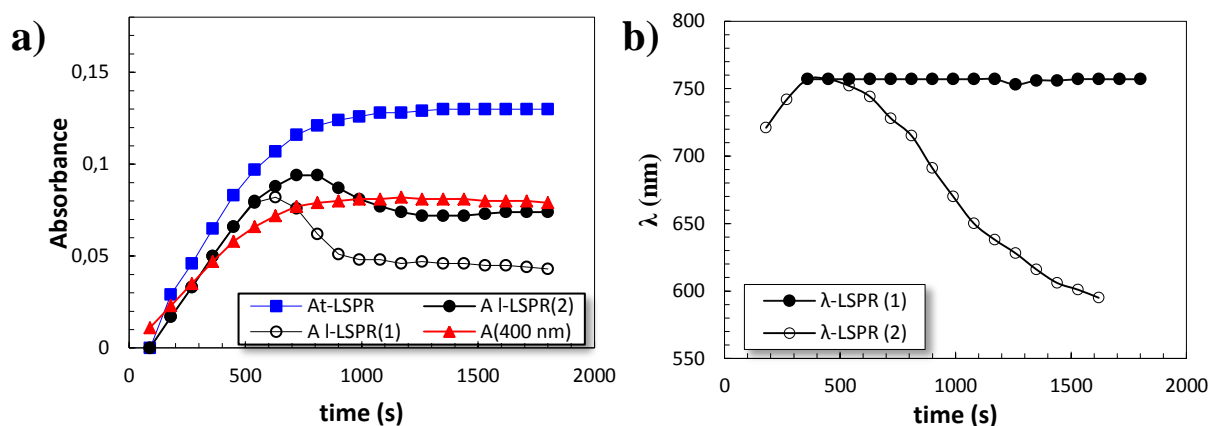 a)
Absorbance
0,15
0,1
0,05
0
0 500 1000 1500 2000
time (s)
At-LSPR A l-LSPR(2)
A l-LSPR(1) A(400 nm)
b)
λ (nm)
800
750
700
650
600
550
0 500 1000 1500 2000
time (s)
λ-LSPR (1)
λ-LSPR (2)